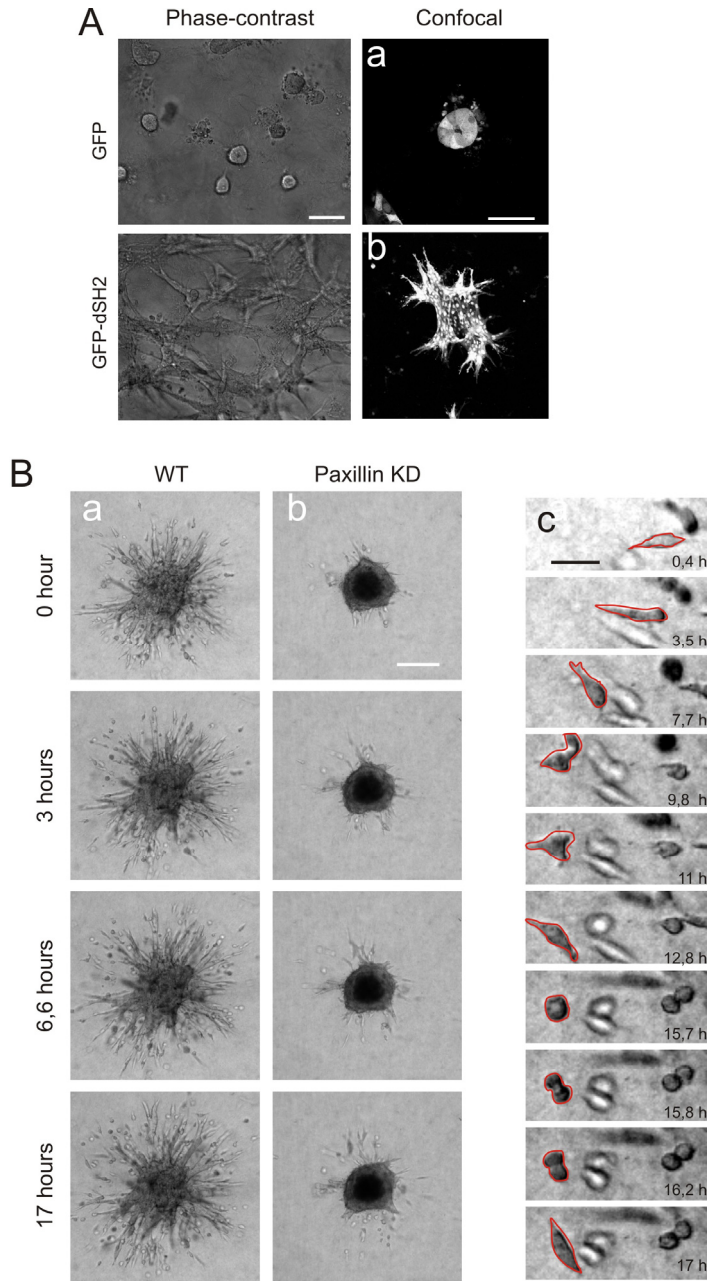 Phase-contrast Confocal
A
a
GFP
b
GFP-dSH2
B
WT Paxillin KD
a b c
0 hour
3 hours
6,6 hours
17 hours
0,4 h
3,5 h
7,7 h
9,8 h
11 h
12,8 h
15,7 h
15,8 h
16,2 h
17 h